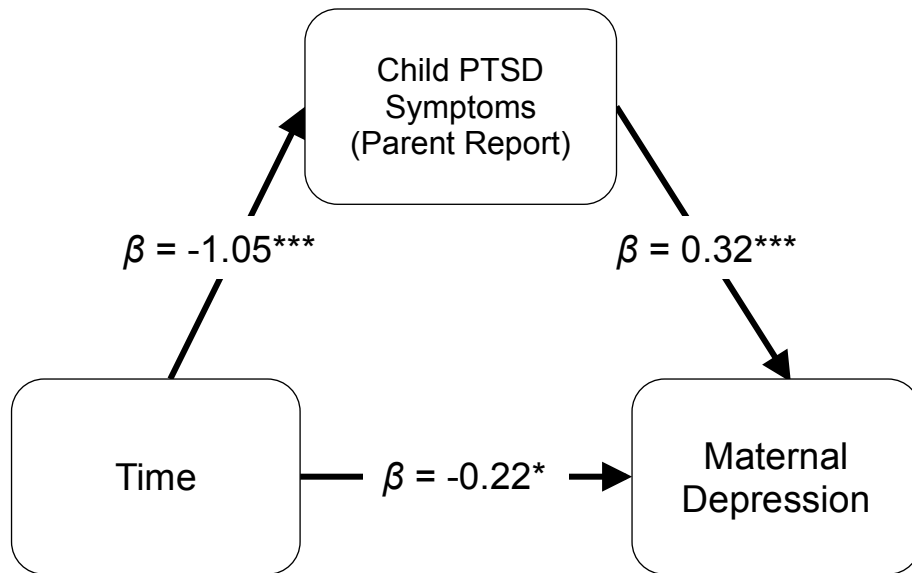 Child PTSD
Symptoms
(Parent Report)
β = -1.05***
β = 0.32***
Time
β = -0.22*
Maternal
Depression